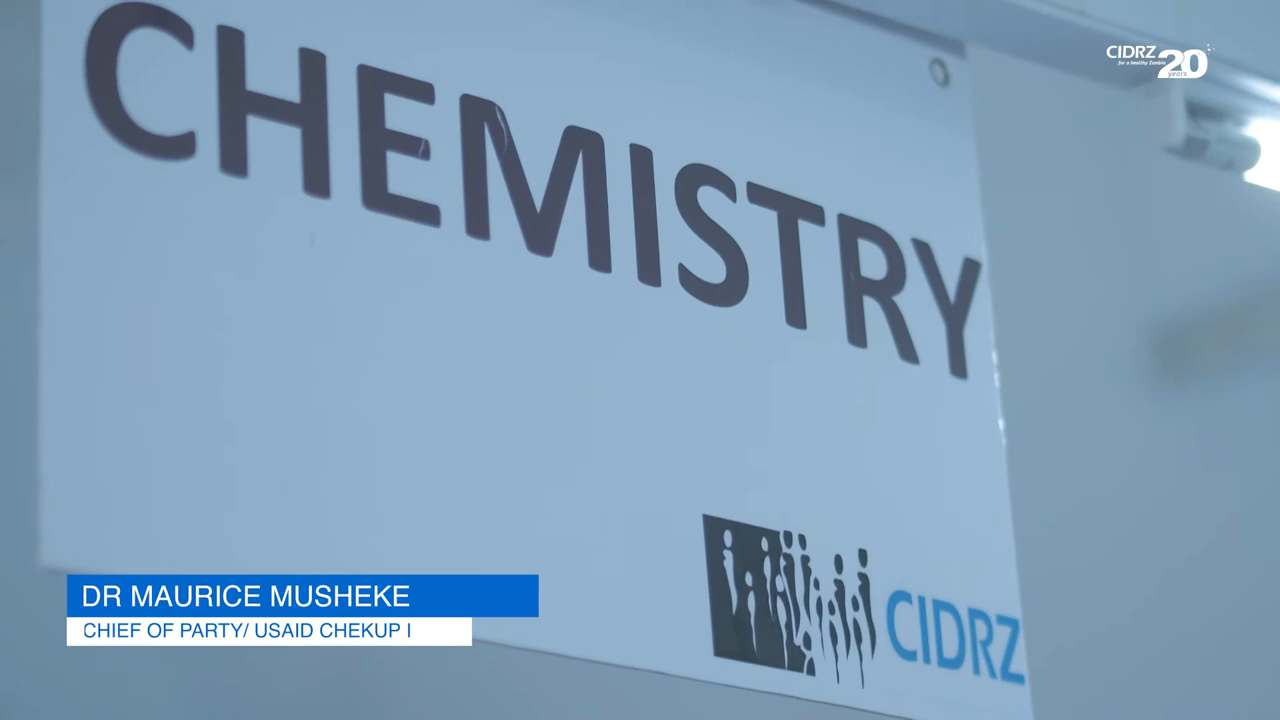 CHEMISTRY
CIDRZ
for a healthy Zambia
20
years
CIDRZ
DR MAURICE MUSHEKE
CHIEF OF PARTY/ USAID CHEKUP I